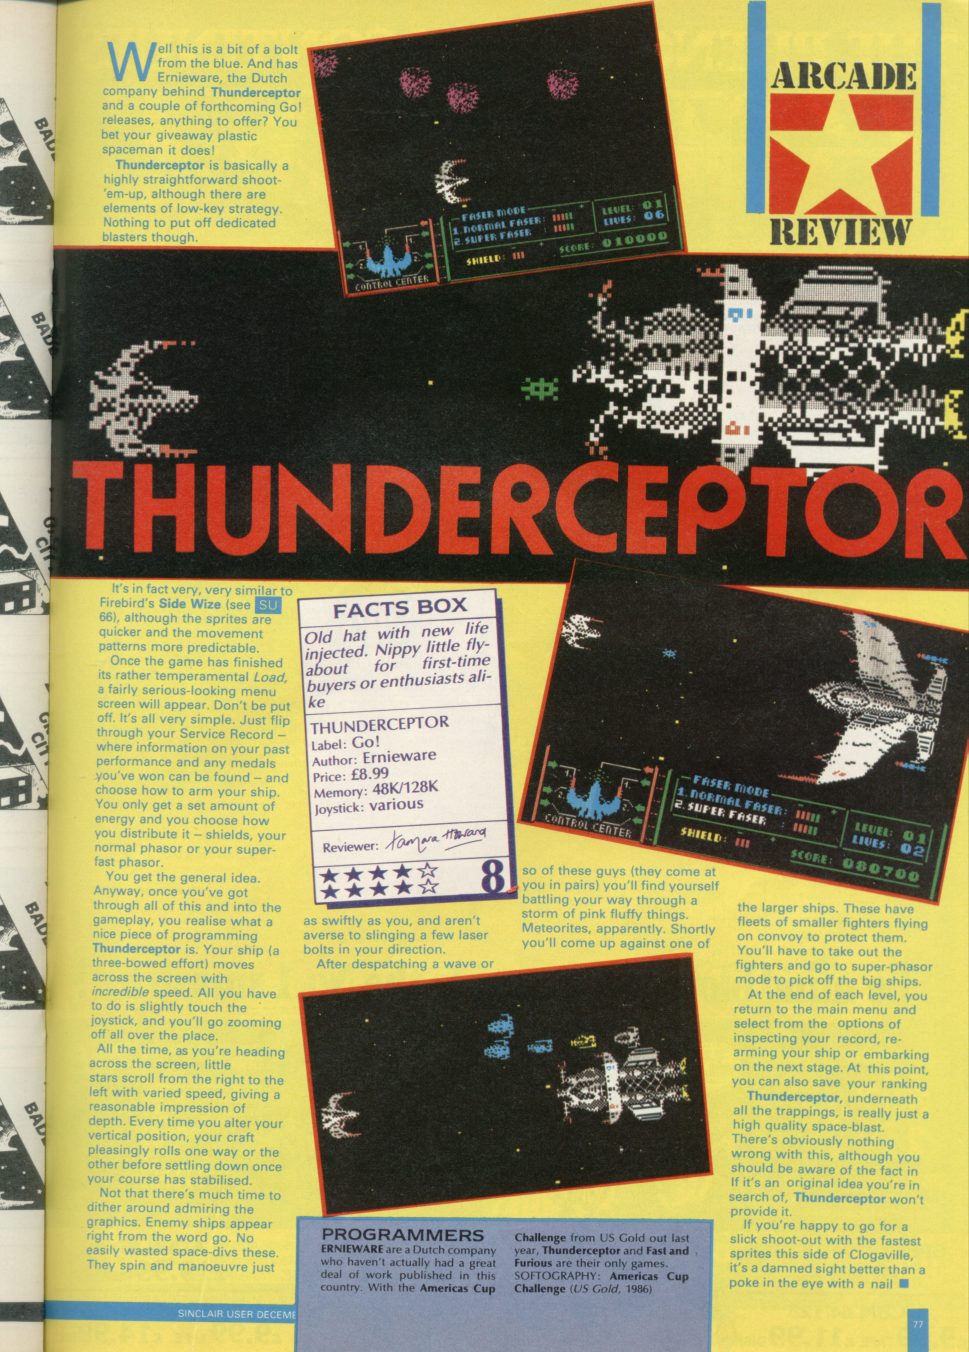 Well this is a bit of a bolt
from the blue. And has
Ernieware, the Dutch
company behind Thunderceptor
and a couple of forthcoming Go!
releases, anything to offer? You
bet your giveaway plastic
spaceman it does!
Thunderceptor is basically a
highly straightforward shoot-
'em-up, although there are
elements of low-key strategy.
Nothing to put off dedicated
blasters though.
FASER MODE
1. NORMAL FASER:
2. SUPER FASER :
SHIELD:
LEVEL: 01
LIVES: 06
SCORE: 010000
CONTROL CENTER
ARCADE
REVIEW
THUNDERCEPTOR
It's in fact very, very similar to
Firebird's Side Wize (see SU
66), although the sprites are
quicker and the movement
patterns more predictable.
Once the game has finished
its rather temperamental Load,
a fairly serious-looking menu
screen will appear. Don't be put
off. It's all very simple. Just flip
through your Service Record –
where information on your past
performance and any medals
you've won can be found – and
choose how to arm your ship.
You only get a set amount of
energy and you choose how
you distribute it – shields, your
normal phasor or your super-
fast phasor.
You get the general idea.
Anyway, once you've got
through all of this and into the
gameplay, you realise what a
nice piece of programming
Thunderceptor is. Your ship (a
three-bowed effort) moves
across the screen with
incredible speed. All you have
to do is slightly touch the
joystick, and you'll go zooming
off all over the place.
All the time, as you're heading
across the screen, little
stars scroll from the right to the
left with varied speed, giving a
reasonable impression of
depth. Every time you alter your
vertical position, your craft
pleasingly rolls one way or the
other before settling down once
your course has stabilised.
Not that there's much time to
dither around admiring the
graphics. Enemy ships appear
right from the word go. No
easily wasted space-divs these.
They spin and manoeuvre just
FACTS BOX
Old hat with new life
injected. Nippy little fly-
about for first-time
buyers or enthusiasts ali-
ke
THUNDERCEPTOR
Label: Go!
Author: Ernieware
Price: £8.99
Memory: 48K/128K
Joystick: various
Reviewer: Tamara Howard
8
as swiftly as you, and aren't
averse to slinging a few laser
bolts in your direction.
After despatching a wave or
FASER MODE
1. NORMAL FASER :
2. SUPER FASER :
SHIELD:
LEVEL: 01
LIVES: 02
SCORE: 080700
CONTROL CENTER
so of these guys (they come at
you in pairs) you'll find yourself
battling your way through a
storm of pink fluffy things.
Meteorites, apparently. Shortly
you'll come up against one of
the larger ships. These have
fleets of smaller fighters flying
on convoy to protect them.
You'll have to take out the
fighters and go to super-phasor
mode to pick off the big ships.
At the end of each level, you
return to the main menu and
select from the options of
inspecting your record, re-
arming your ship or embarking
on the next stage. At this point,
you can also save your ranking
Thunderceptor, underneath
all the trappings, is really just a
high quality space-blast.
There's obviously nothing
wrong with this, although you
should be aware of the fact in
If it's an original idea you're in
search of, Thunderceptor won't
provide it.
If you're happy to go for a
slick shoot-out with the fastest
sprites this side of Clogaville,
it's a damned sight better than a
poke in the eye with a nail
PROGRAMMERS
ERNIEWARE are a Dutch company
who haven't actually had a great
deal of work published in this
country. With the Americas Cup
Challenge from US Gold out last
year, Thunderceptor and Fast and
Furious are their only games.
SOFTOGRAPHY: Americas Cup
Challenge (US Gold, 1986)
SINCLAIR USER DECEME
77